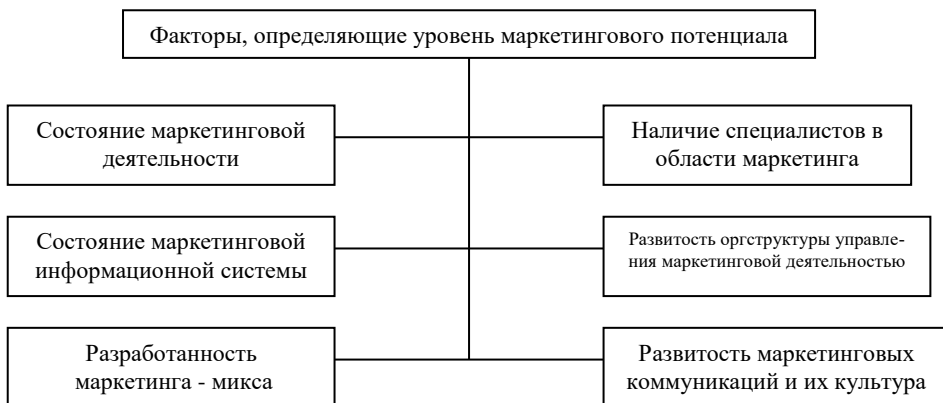 Факторы, определяющие уровень маркетингового потенциала
Состояние маркетинговой
деятельности
Наличие специалистов в
области маркетинга
Состояние маркетинговой
информационной системы
Развитость оргструктуры управле-
ния маркетинговой деятельностью
Разработанность
маркетинга - микса
Развитость маркетинговых
коммуникаций и их культура